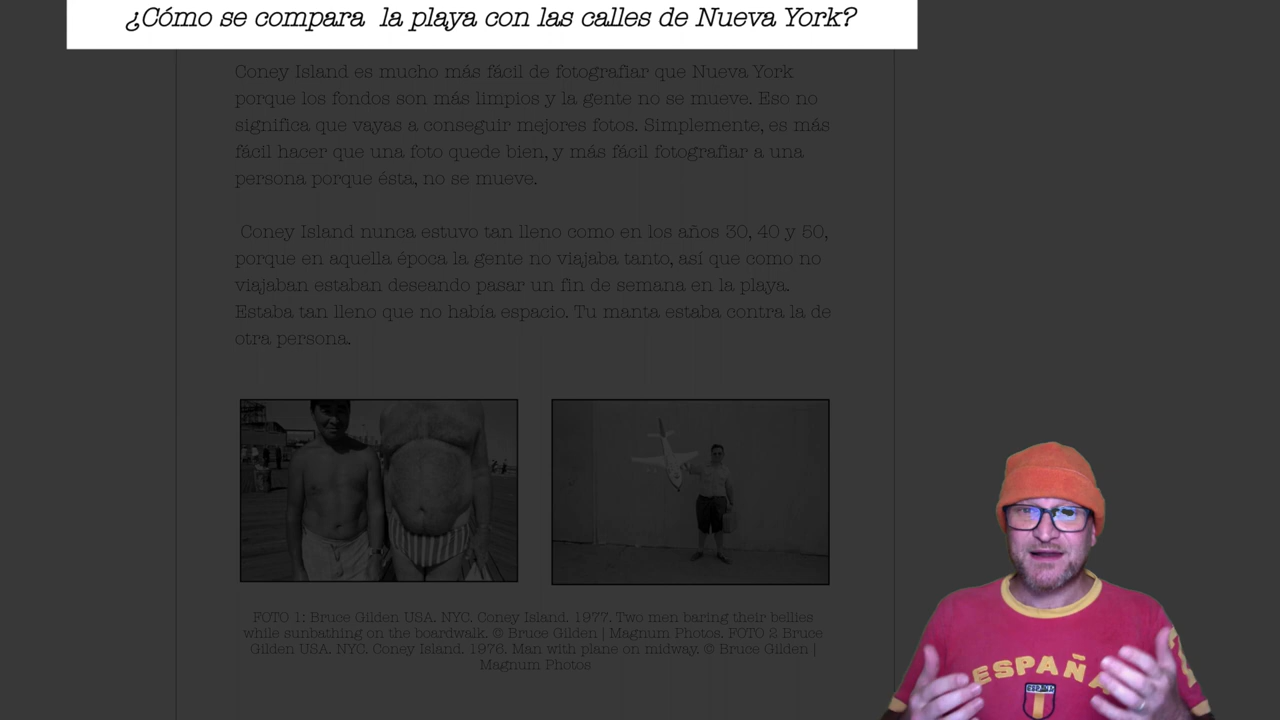 ¿Cómo se compara  la playa con las calles de Nueva York?
Coney Island es mucho más fácil de fotografiar que Nueva York
porque los fondos son más limpios y la gente no se mueve. Eso no
significa que vayas a conseguir mejores fotos. Simplemente, es más
fácil hacer que una foto quede bien, y más fácil fotografiar a una
persona porque ésta, no se mueve.
Coney Island nunca estuvo tan lleno como en los años 30, 40 y 50,
porque en aquella época la gente no viajaba tanto, así que como no
viajaban estaban deseando pasar un fin de semana en la playa.
Estaba tan lleno que no había espacio. Tu manta estaba contra la de
otra persona.
FOTO 1: Bruce Gilden USA. NYC. Coney Island. 1977. Two men baring their bellies
while sunbathing on the boardwalk. © Bruce Gilden | Magnum Photos. FOTO 2 Bruce
Gilden USA. NYC. Coney Island. 1976. Man with plane on midway. © Bruce Gilden |
Magnum Photos
ESPAÑA